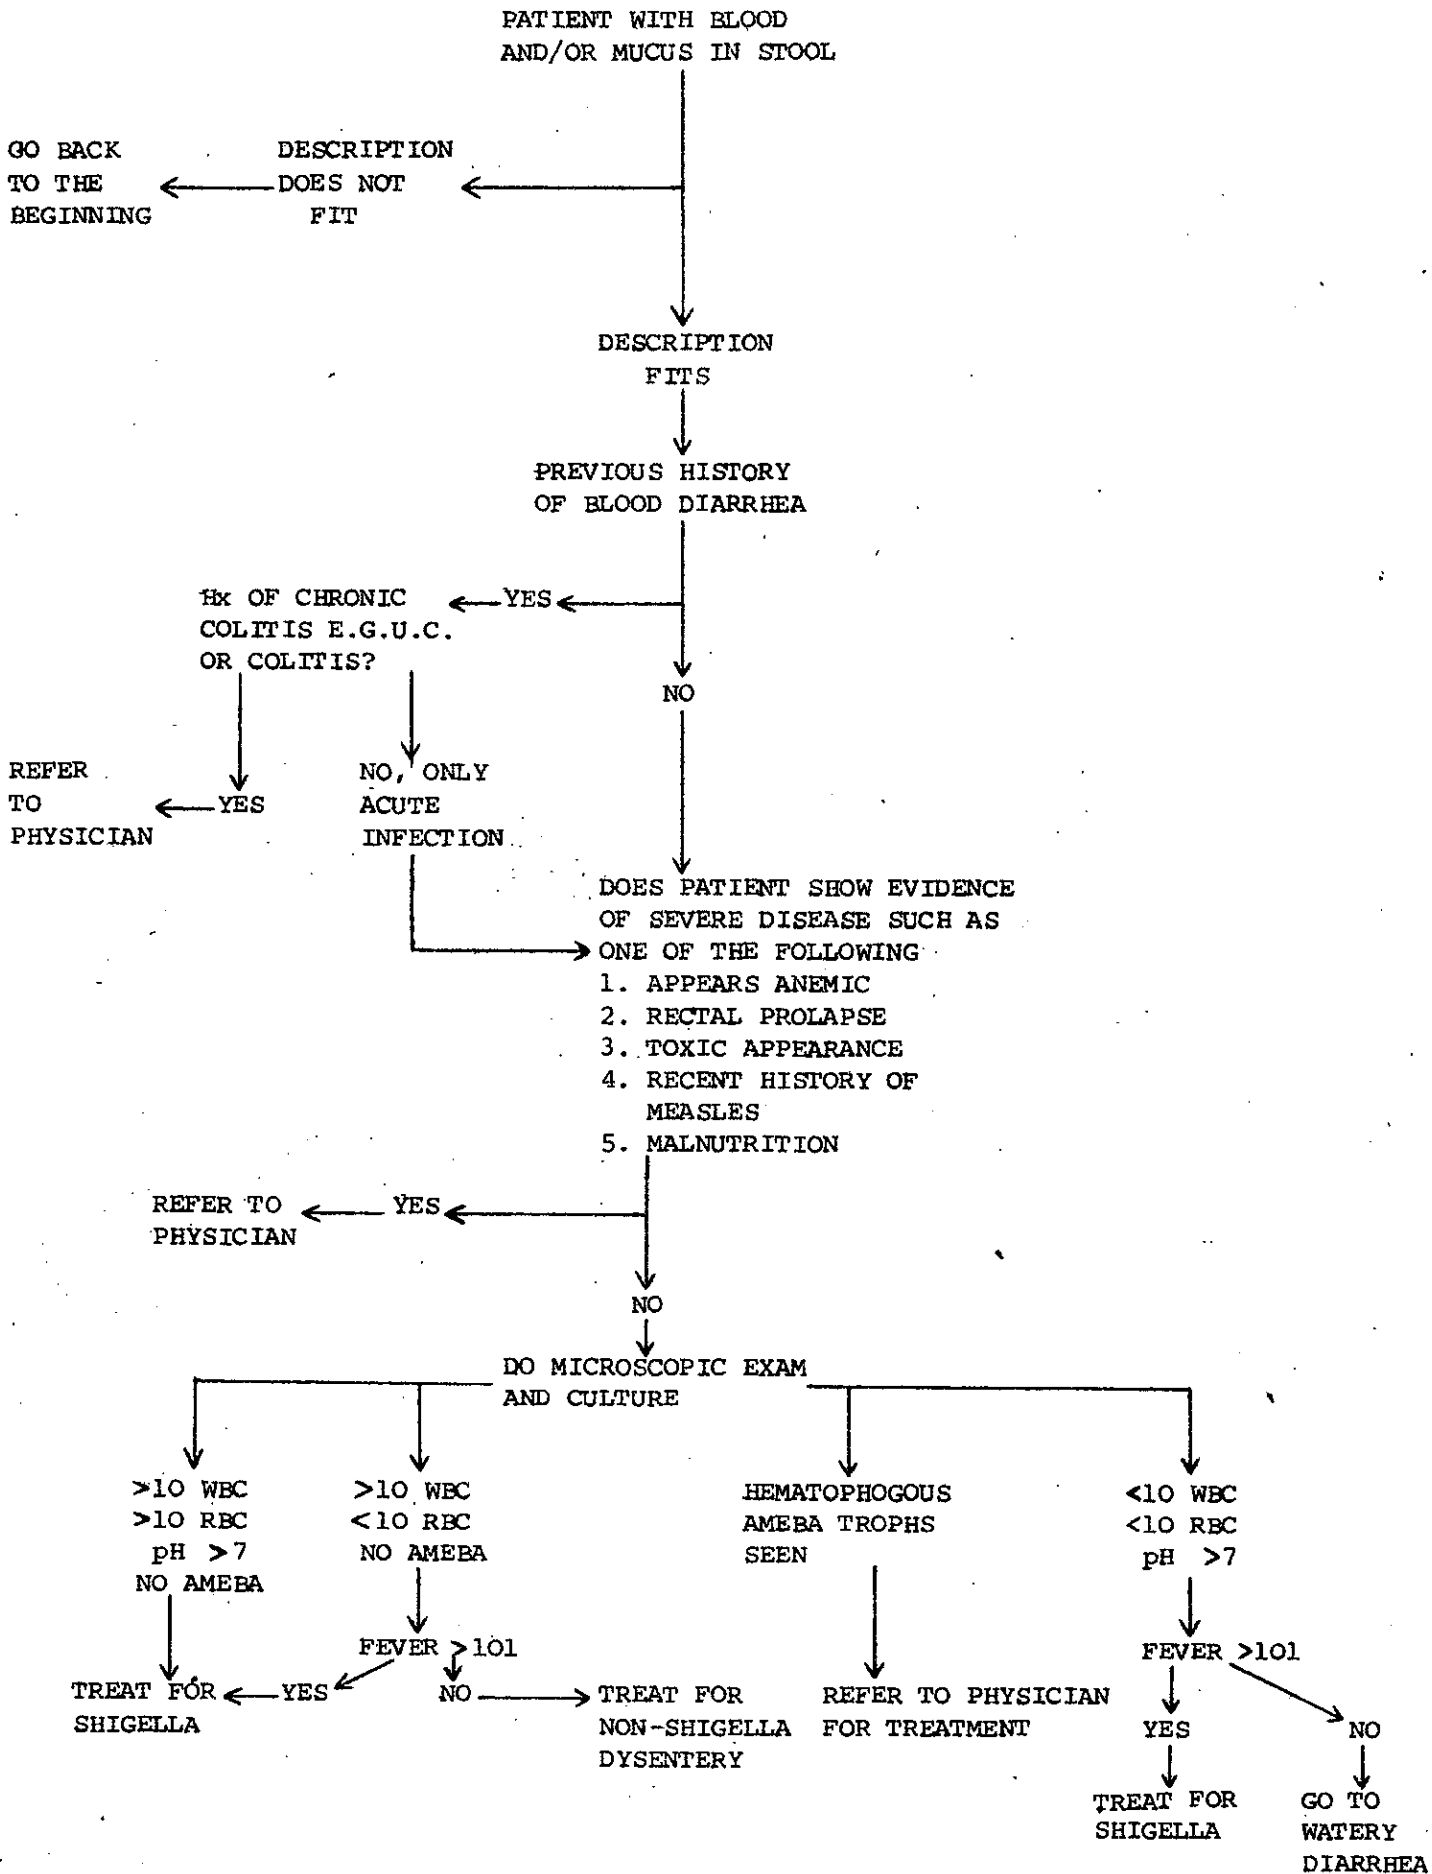 PATIENT WITH BLOOD
AND/OR MUCUS IN STOOL
GO BACK
TO THE
BEGINNING
DESCRIPTION
DOES NOT
FIT
DESCRIPTION
FITS
PREVIOUS HISTORY
OF BLOOD DIARRHEA
Hx OF CHRONIC
COLITIS E.G.U.C.
OR COLITIS?
YES
NO
REFER
TO
PHYSICIAN
YES
NO, ONLY
ACUTE
INFECTION
DOES PATIENT SHOW EVIDENCE
OF SEVERE DISEASE SUCH AS
ONE OF THE FOLLOWING
1. APPEARS ANEMIC
2. RECTAL PROLAPSE
3. TOXIC APPEARANCE
4. RECENT HISTORY OF
MEASLES
5. MALNUTRITION
REFER TO
PHYSICIAN
YES
NO
DO MICROSCOPIC EXAM
AND CULTURE
>10 WBC
>10 RBC
pH >7
NO AMEBA
>10 WBC
<10 RBC
NO AMEBA
HEMATOPHOGOUS
AMEBA TROPHS
SEEN
<10 WBC
<10 RBC
pH >7
FEVER >101
FEVER >101
TREAT FOR
SHIGELLA
YES
NO
TREAT FOR
NON-SHIGELLA
DYSENTERY
REFER TO PHYSICIAN
FOR TREATMENT
YES
NO
TREAT FOR
SHIGELLA
GO TO
WATERY
DIARRHEA